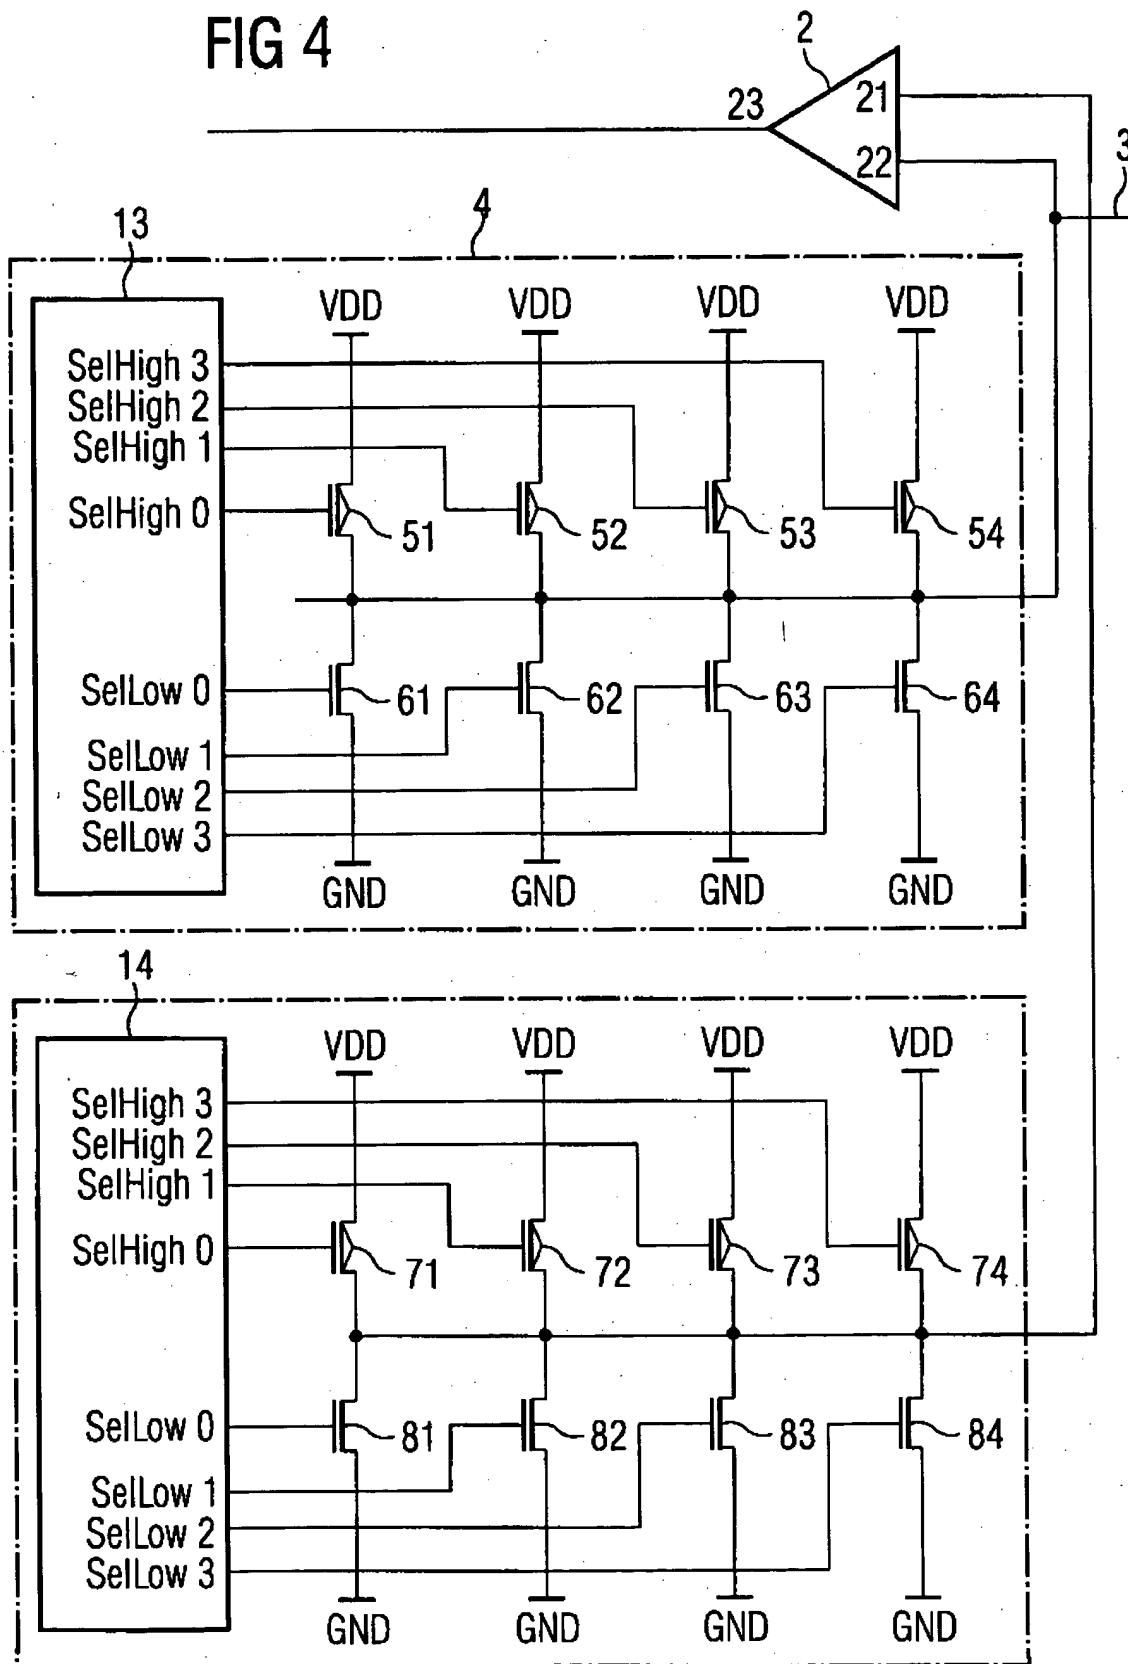 FIG 4
2
23
21
22
3
13
4
VDD VDD VDD VDD
SelHigh 3
SelHigh 2
SelHigh 1
SelHigh 0
51 52 53 54
SelLow 0
61 62 63 64
SelLow 1
SelLow 2
SelLow 3
GND GND GND GND
14
VDD VDD VDD VDD
SelHigh 3
SelHigh 2
SelHigh 1
SelHigh 0
71 72 73 74
SelLow 0
81 82 83 84
SelLow 1
SelLow 2
SelLow 3
GND GND GND GND